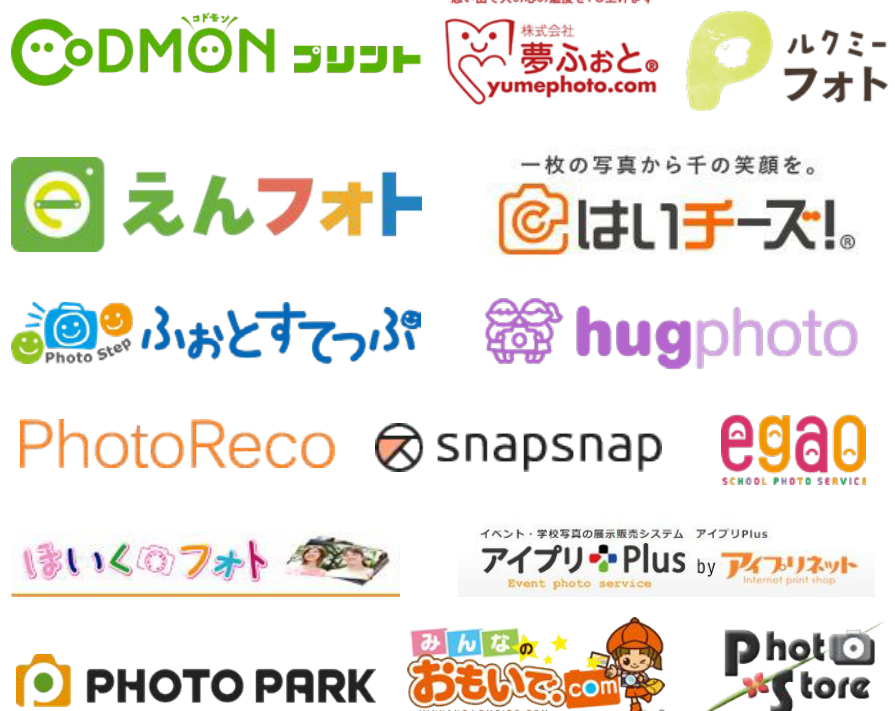 コドモン
CoDMON プリント
株式会社
夢ふぉと®
yumephoto.com
ルクミー
フォト
e えんフォト
一枚の写真から千の笑顔を。
はいチーズ!®
Photo Step
ふぉとすてっぷ
hugphoto
PhotoReco
snapsnap
egao
SCHOOL PHOTO SERVICE
ほいくフォト
イベント・学校写真の展示販売システム アイプリPlus
アイプリPlus by アイプリネット
Event photo service
Internet print shop
PHOTO PARK
みんなの
おもいで.com
Photo
Store